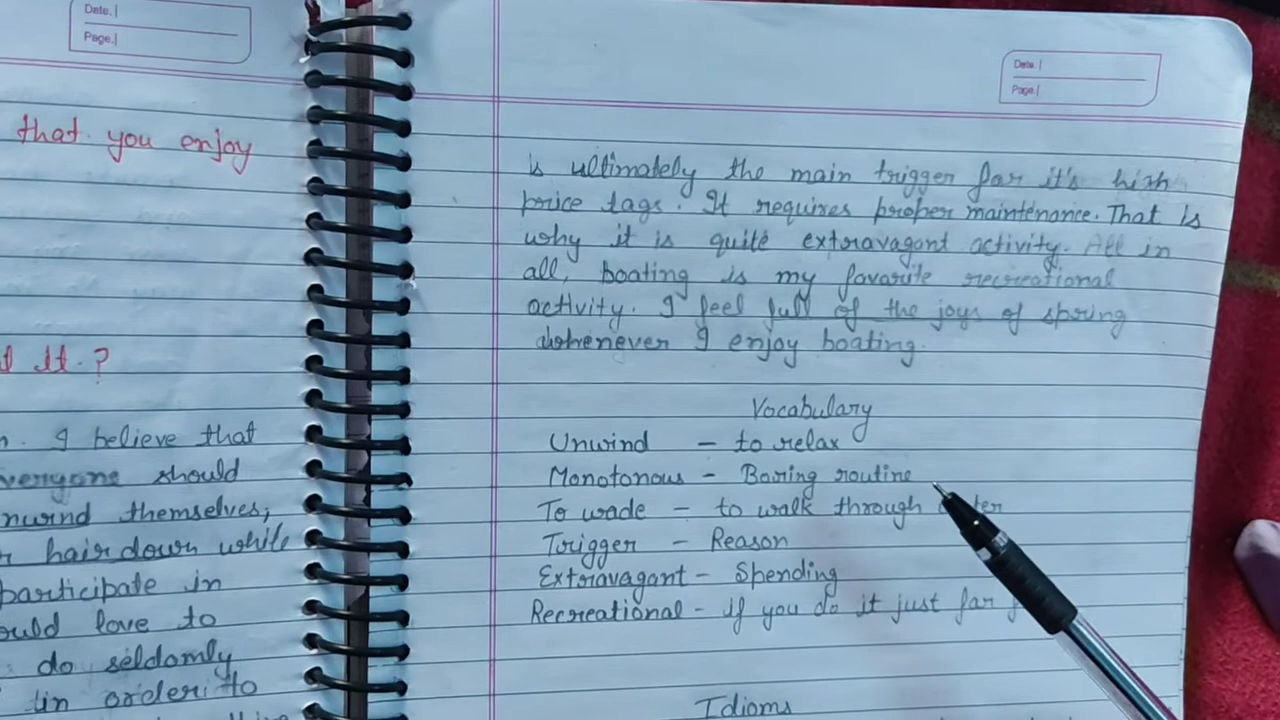 Date.
Page.
that you enjoy
it.?
I believe that
everyone should
unwind themselves,
hair down while
participate in
would love to
do seldomly
in order to
Date.
Page.
is ultimately the main trigger for it's high
price tags. It requires proper maintenance. That is
why it is quite extravagant activity. All in
all, boating is my favorite recreational
activity. I feel full of the joys of spring
whenever I enjoy boating.
Vocabulary
Unwind - to relax
Monotonous - Boring routine
To wade - to walk through
Trigger - Reason
Extravagant - Spending
Recreational - If you do it just for
Idioms